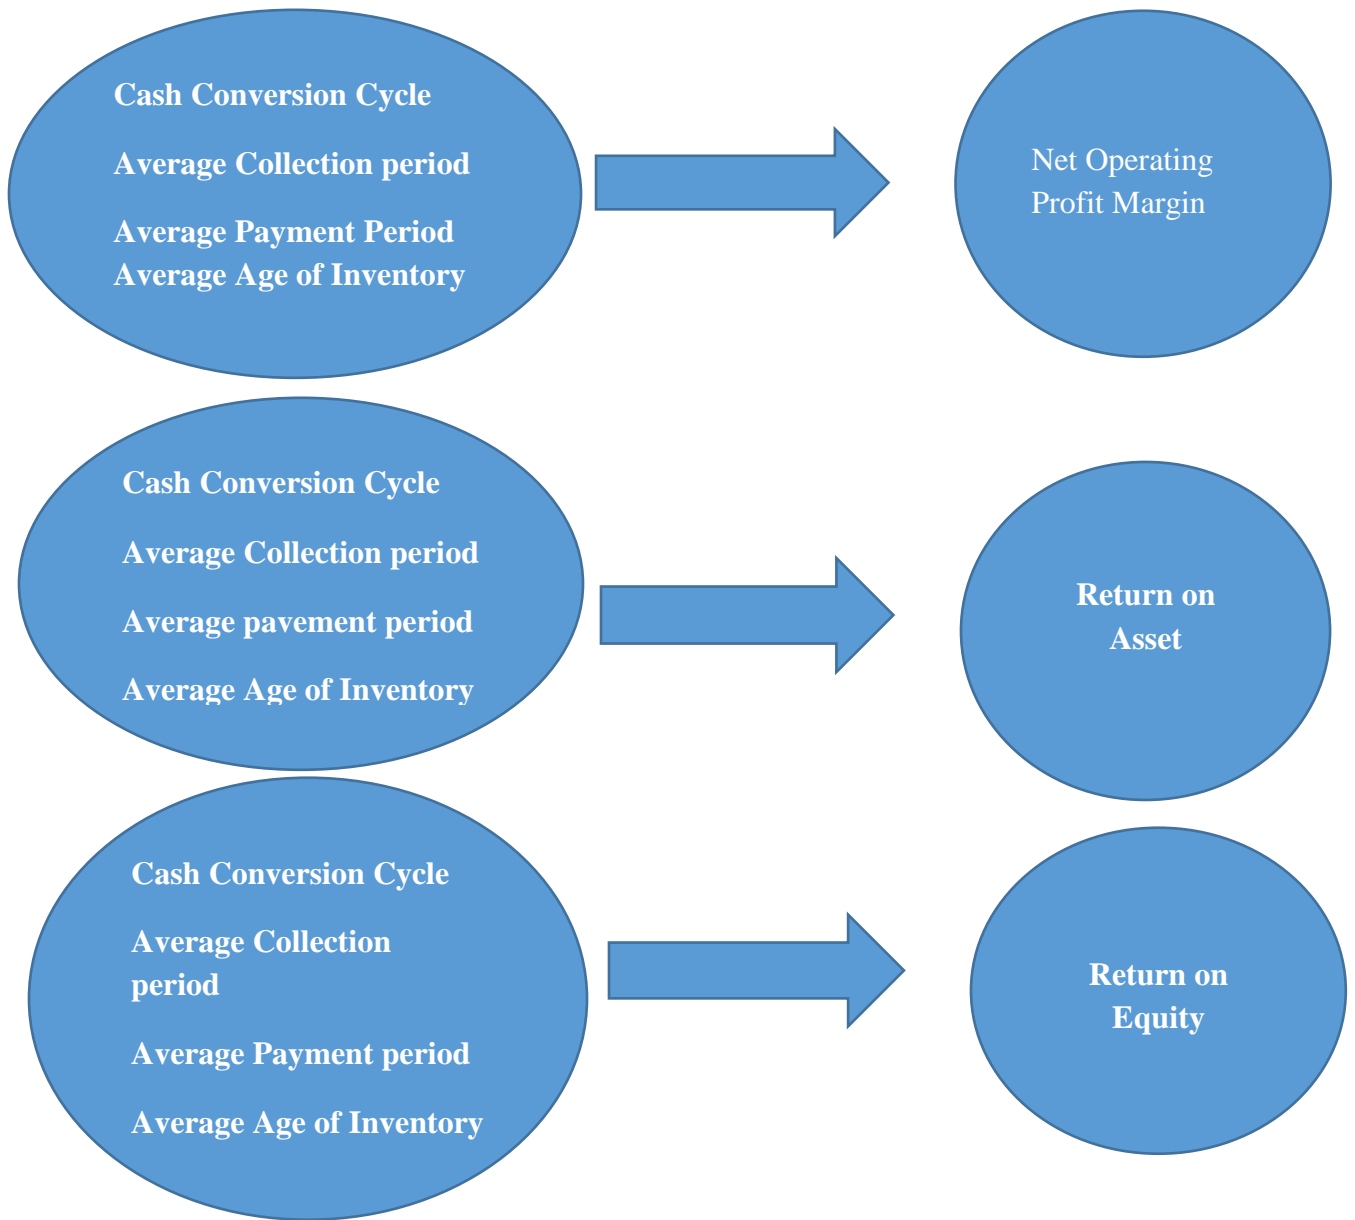 Cash Conversion Cycle
Average Collection period
Average Payment Period
Average Age of Inventory
Net Operating
Profit Margin
Cash Conversion Cycle
Average Collection period
Average pavement period
Average Age of Inventory
Return on
Asset
Cash Conversion Cycle
Average Collection
period
Average Payment period
Average Age of Inventory
Return on
Equity